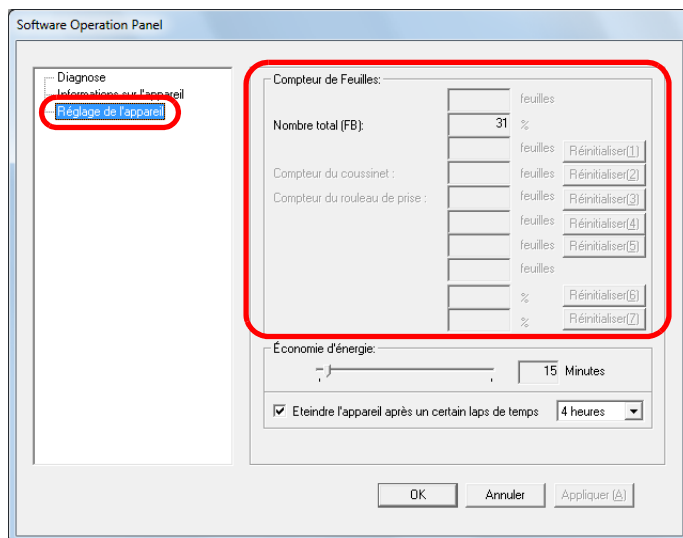 Software Operation Panel
Diagnose
Informations sur l'appareil
Réglage de l'appareil
Compteur de Feuilles:
feuilles
Nombre total (FB): 31 %
feuilles Réinitialiser(1)
Compteur du coussinet : feuilles Réinitialiser(2)
Compteur du rouleau de prise : feuilles Réinitialiser(3)
feuilles Réinitialiser(4)
feuilles Réinitialiser(5)
feuilles
% Réinitialiser(6)
% Réinitialiser(7)
Économie d'énergie:
15 Minutes
Eteindre l'appareil après un certain laps de temps 4 heures
OK Annuler Appliquer (A)